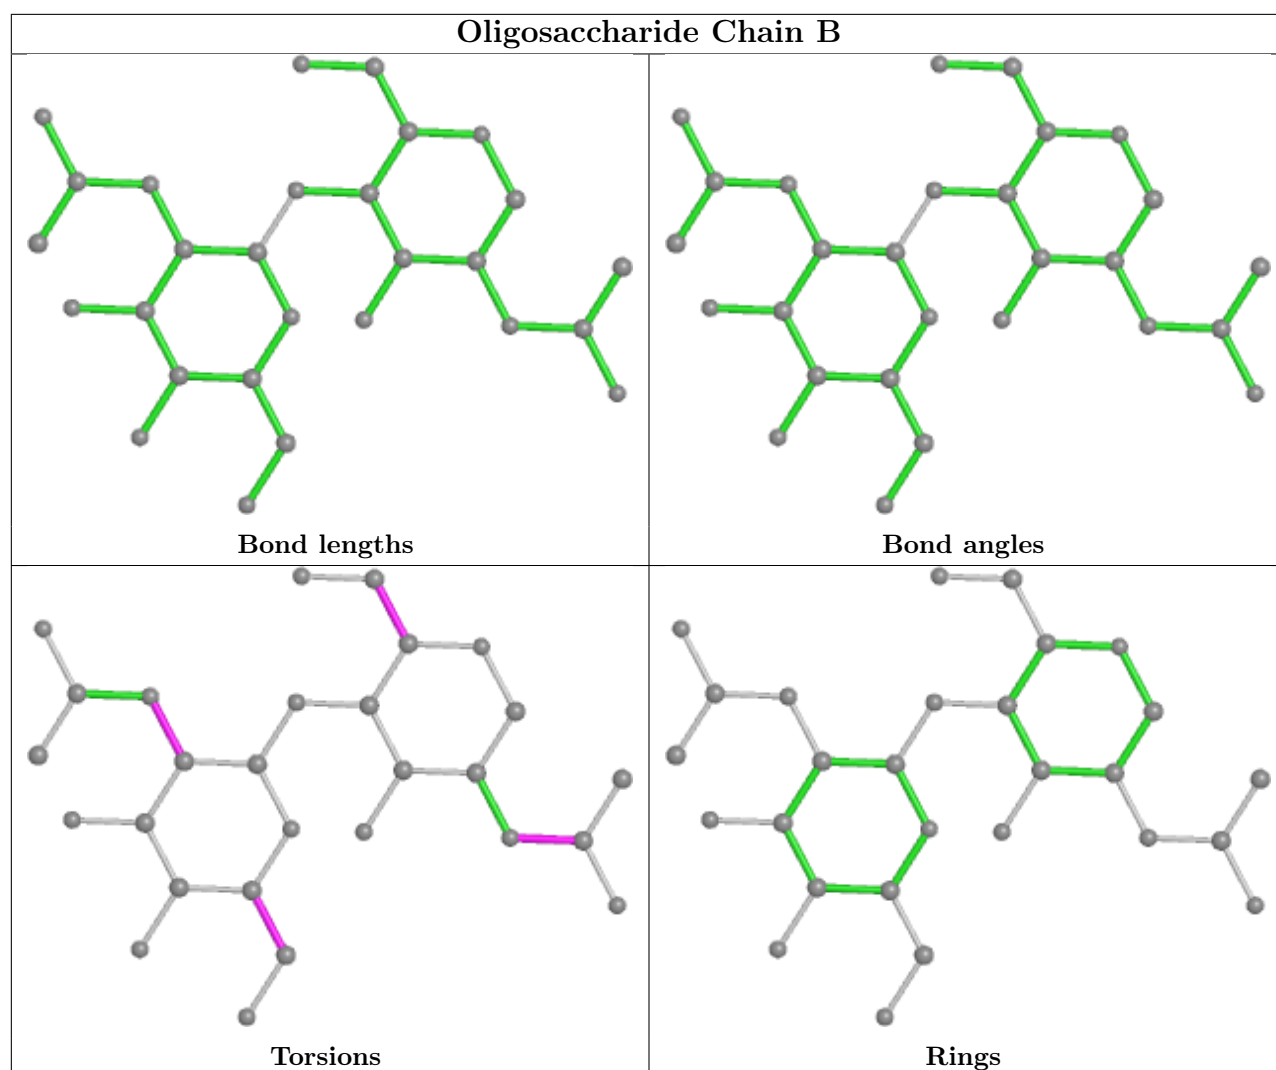 Oligosaccharide Chain B
Bond lengths
Bond angles
Torsions
Rings